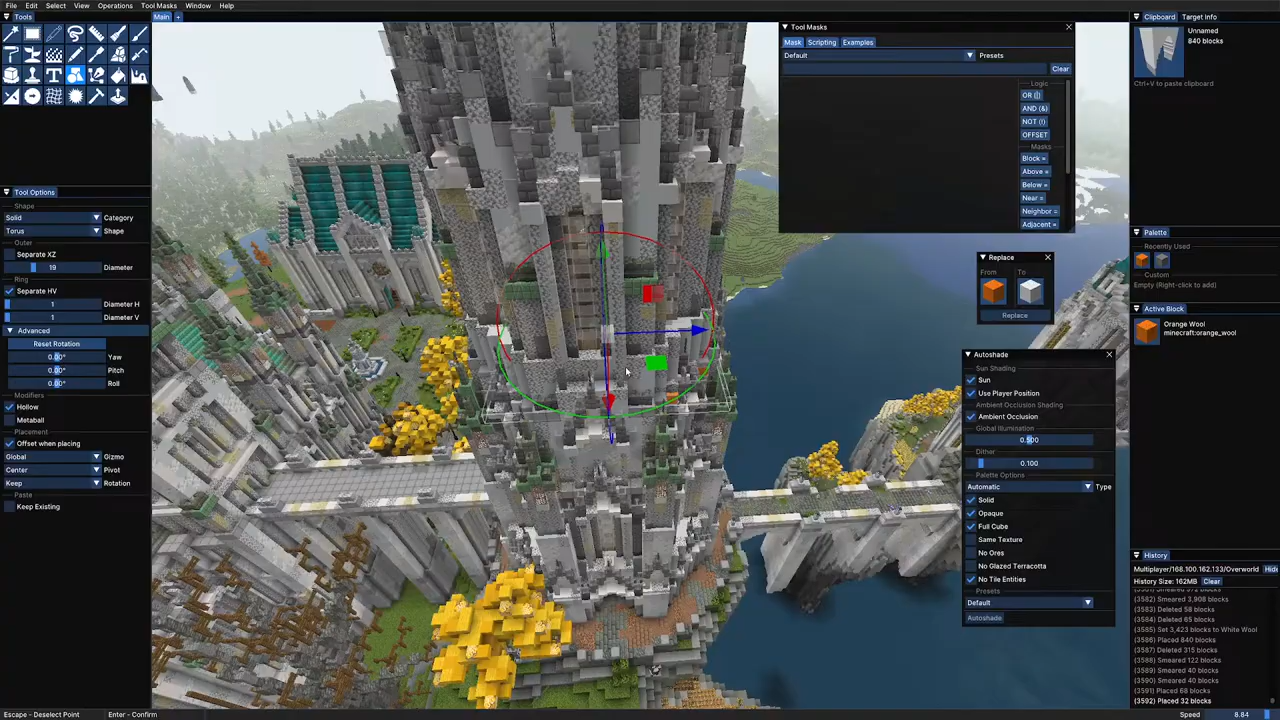 File Edit Select View Operations Tool Masks Window Help
Tools
Main +
Tool Options
Shape
Solid Category
Torus Shape
Outer
Separate XZ
19 Diameter
Ring
Separate HV
1 Diameter H
1 Diameter V
Advanced
Reset Rotation
0.00° Yaw
0.00° Pitch
0.00° Roll
Modifiers
Hollow
Metaball
Placement
Offset when placing
Global Gizmo
Center Pivot
Keep Rotation
Paste
Keep Existing
Escape - Deselect Point Enter - Confirm
Tool Masks
Mask Scripting Examples
Default Presets
Clear
Logic
OR (|)
AND (&)
NOT (!)
OFFSET
Masks
Block =
Above =
Below =
Near =
Neighbor =
Adjacent =
Replace
From To
Replace
Autoshade
Sun Shading
Sun
Use Player Position
Ambient Occlusion Shading
Ambient Occlusion
Global Illumination
0.500
Dither
0.100
Palette Options
Automatic Type
Solid
Opaque
Full Cube
Same Texture
No Ores
No Glazed Terracotta
No Tile Entities
Presets
Default
Autoshade
Clipboard Target Info
Unnamed
840 blocks
Ctrl+V to paste clipboard
Palette
Recently Used
Custom
Empty (Right-click to add)
Active Block
Orange Wool
minecraft:orange_wool
History
Multiplayer/168.100.162.133/Overworld Hide
History Size: 162MB Clear
(3582) Smeared 3,908 blocks
(3583) Deleted 58 blocks
(3584) Deleted 65 blocks
(3585) Set 3,423 blocks to White Wool
(3586) Placed 840 blocks
(3587) Deleted 315 blocks
(3588) Smeared 122 blocks
(3589) Smeared 40 blocks
(3590) Smeared 40 blocks
(3591) Placed 68 blocks
(3592) Placed 32 blocks
Speed 8.84